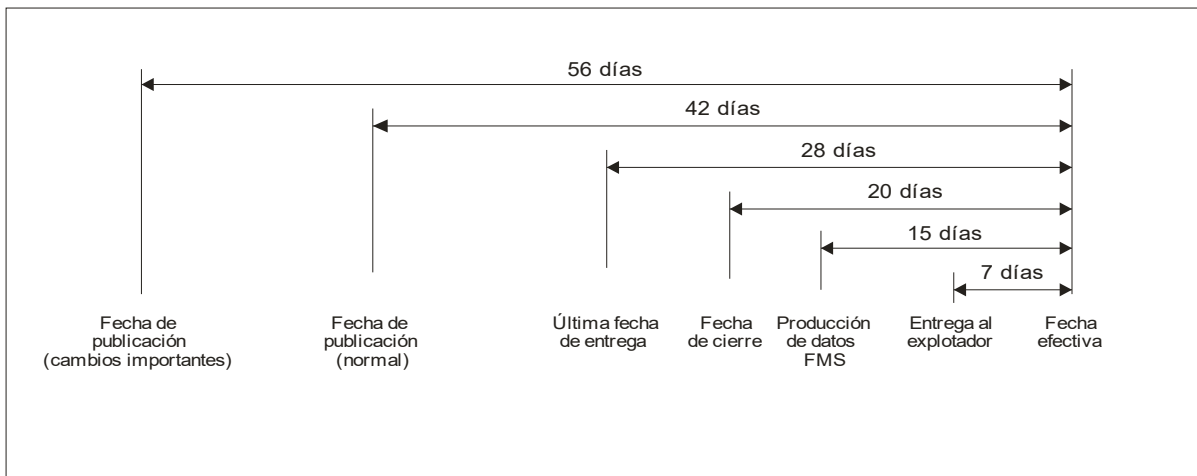 56 días
42 días
28 días
20 días
15 días
7 días
Fecha de
publicación
(cambios importantes)
Fecha de
publicación
(normal)
Última fecha
de entrega
Fecha
de cierre
Producción
de datos
FMS
Entrega al
explotador
Fecha
efectiva